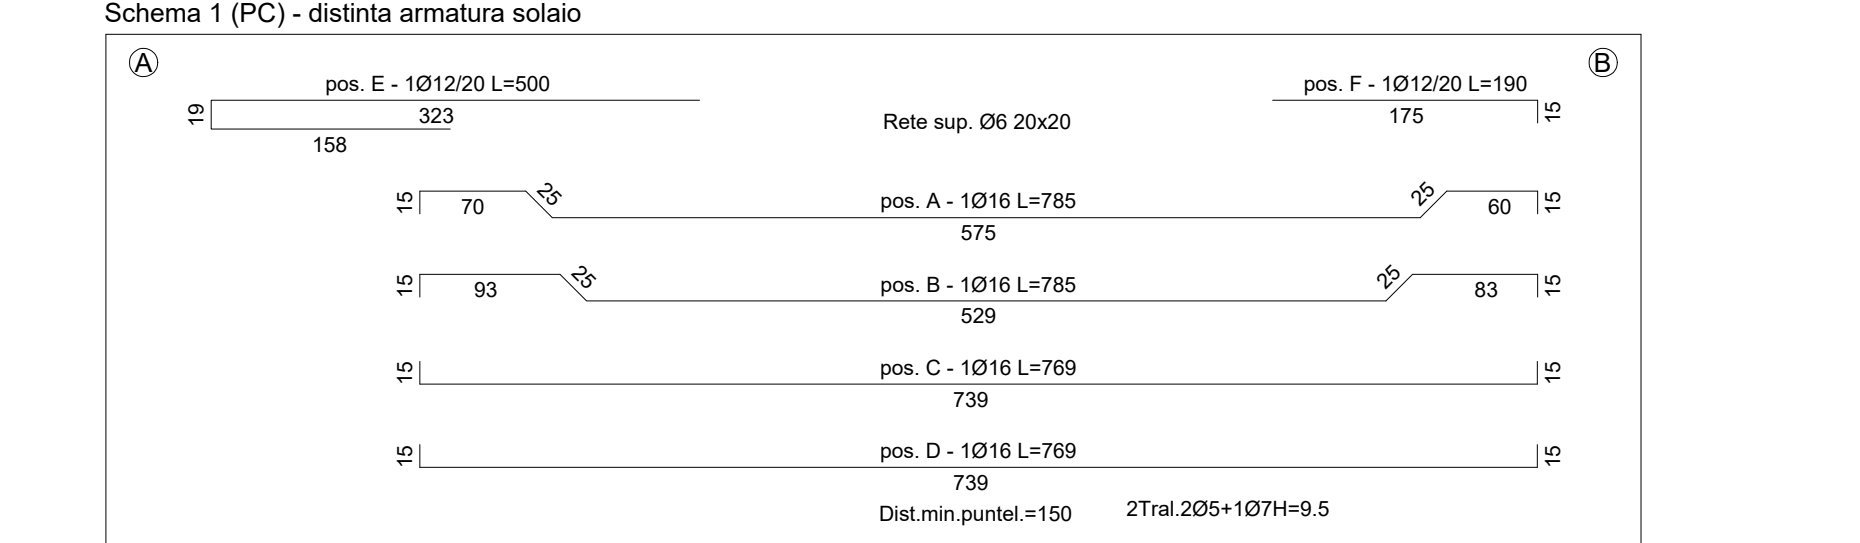 Schema 1 (PC) - distinta armatura solaio
A
B
pos. E - 1Ø12/20 L=500
19
323
158
Rete sup. Ø6 20x20
pos. F - 1Ø12/20 L=190
175
15
15
70
25
pos. A - 1Ø16 L=785
575
25
60
15
15
93
25
pos. B - 1Ø16 L=785
529
25
83
15
15
pos. C - 1Ø16 L=769
739
15
15
pos. D - 1Ø16 L=769
739
15
Dist.min.puntel.=150
2Tral.2Ø5+1Ø7H=9.5